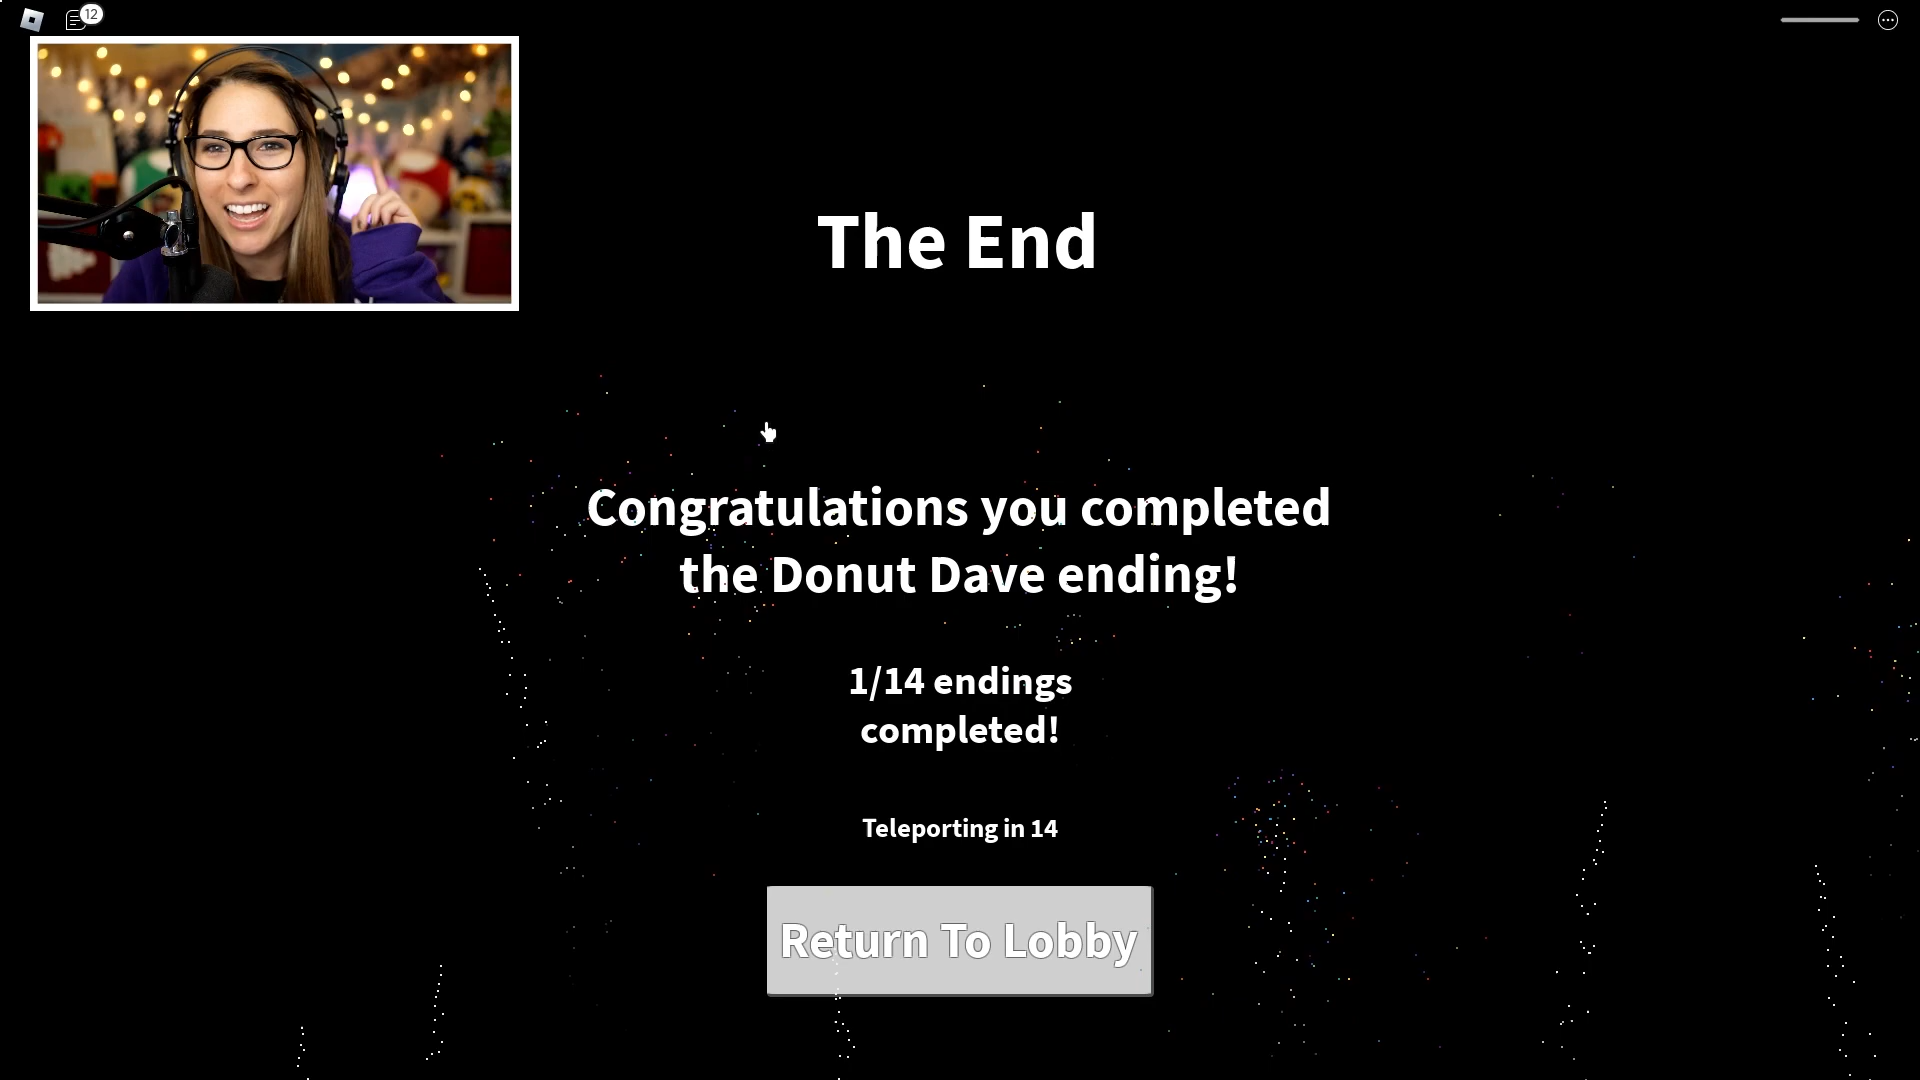 12
The End
Congratulations you completed
the Donut Dave ending!
1/14 endings
completed!
Teleporting in 14
Return To Lobby